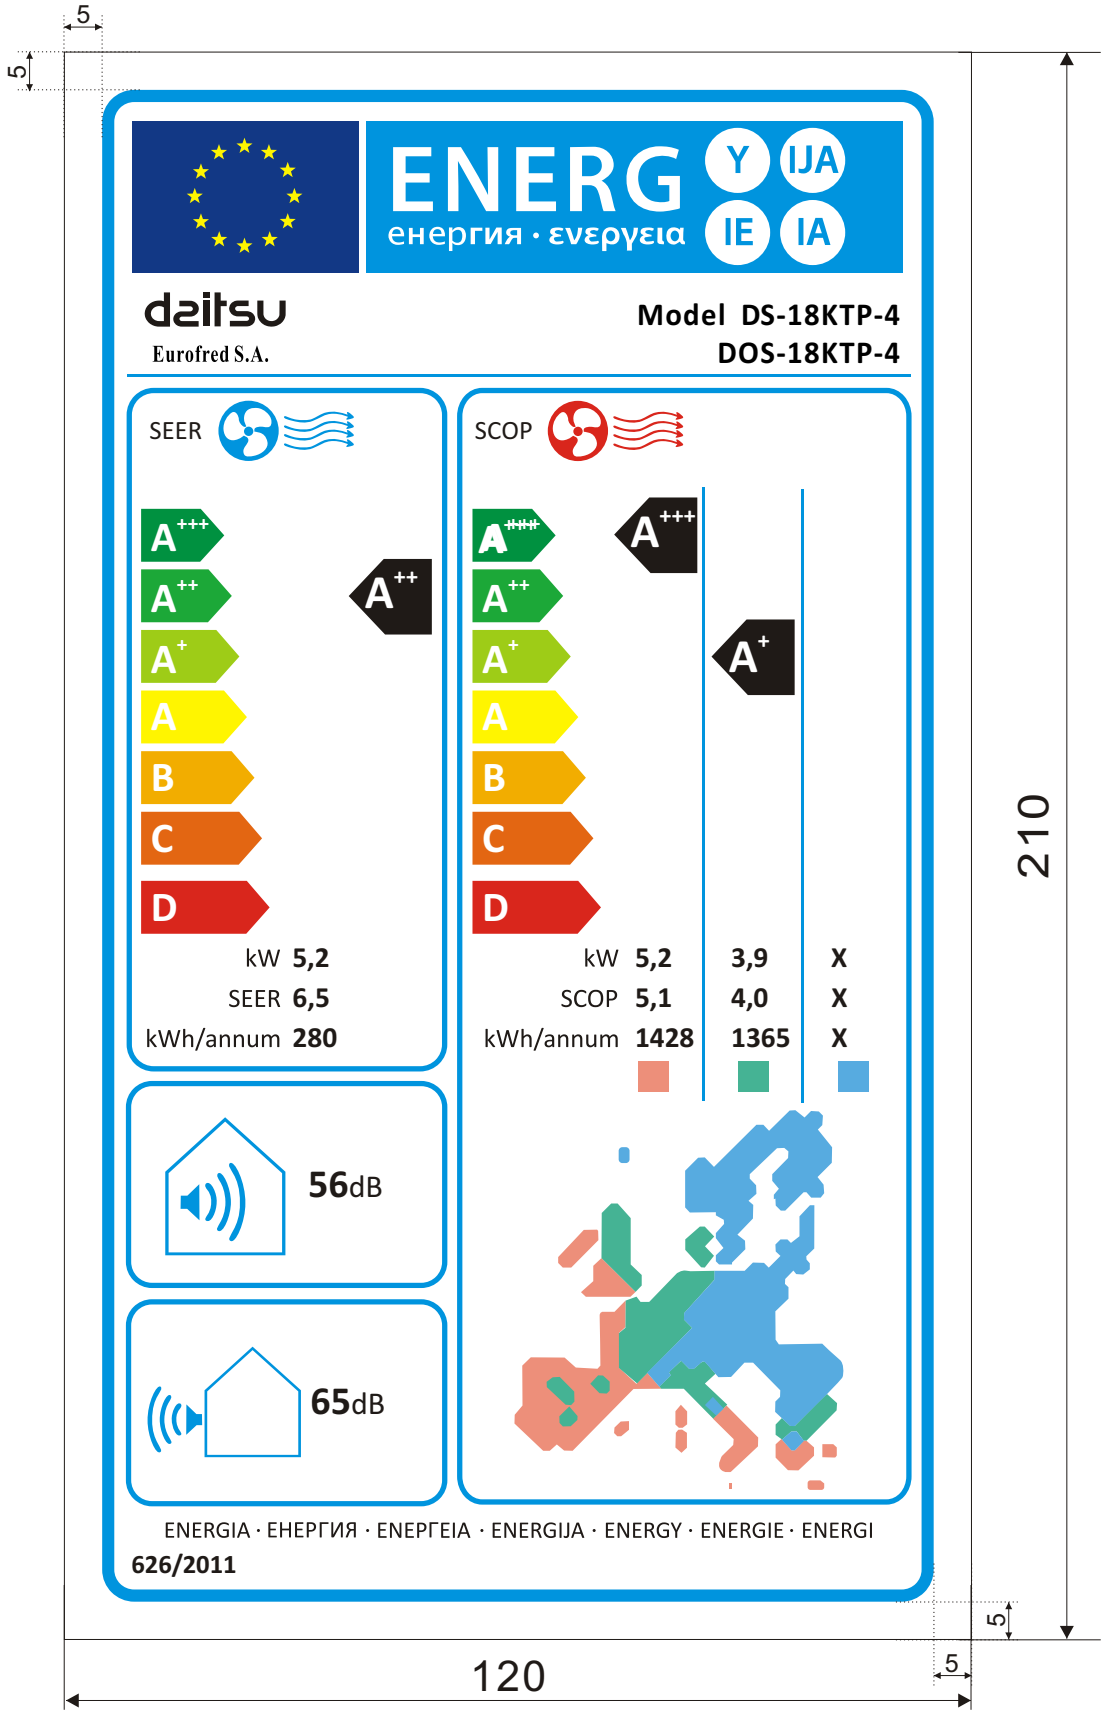 5
5
ENERG Y IJA
енергия · ενεργεια IE IA
daitsu
Eurofred S.A.
Model DS-18KTP-4
DOS-18KTP-4
SEER
A+++
A++
A+
A
B
C
D
A++
kW 5,2
SEER 6,5
kWh/annum 280
SCOP
A+++
A++
A+
A
B
C
D
A+++
A+
kW 5,2 3,9 X
SCOP 5,1 4,0 X
kWh/annum 1428 1365 X
56dB
65dB
ENERGIA · ЕНЕРГИЯ · ΕΝΕΡΓΕΙΑ · ENERGIJA · ENERGY · ENERGIE · ENERGI
626/2011
210
5
5
120